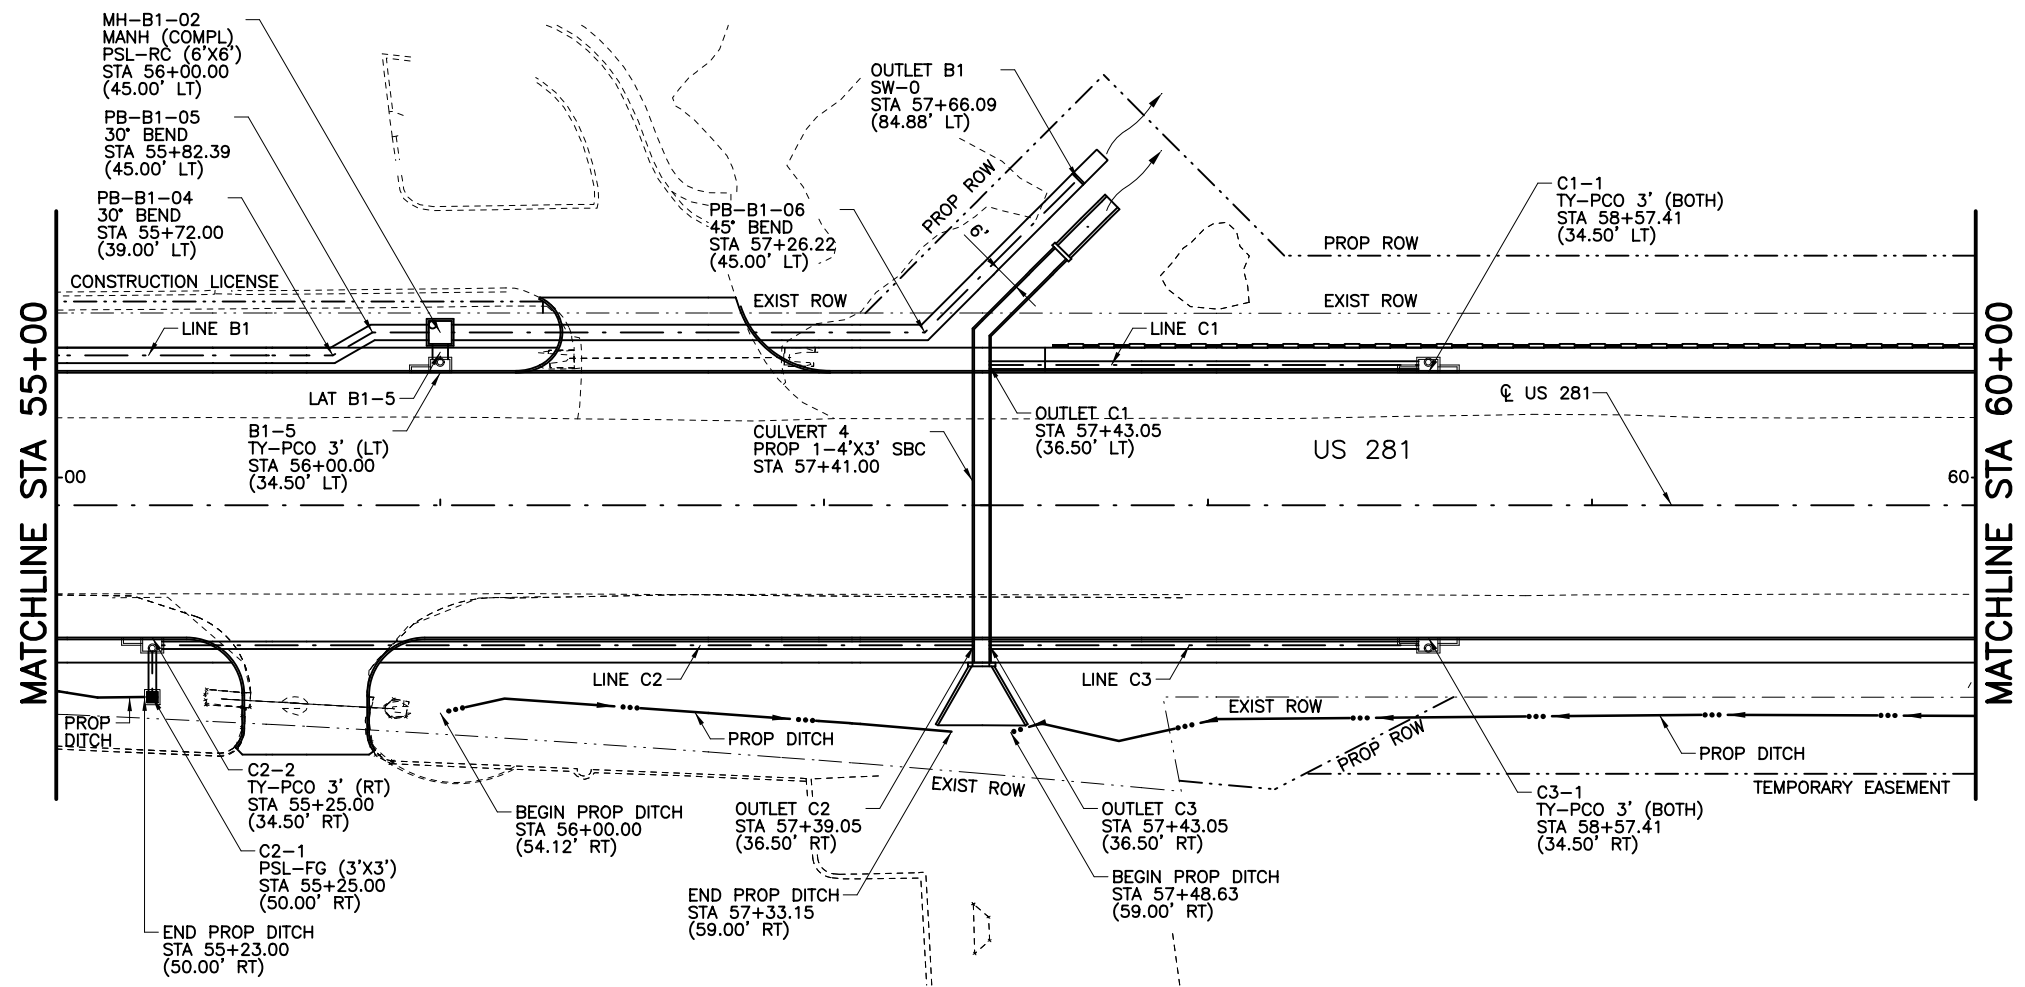 MH-B1-02
MANH (COMPL)
PSL-RC (6'X6')
STA 56+00.00
(45.00' LT)
PB-B1-05
30° BEND
STA 55+82.39
(45.00' LT)
PB-B1-04
30° BEND
STA 55+72.00
(39.00' LT)
CONSTRUCTION LICENSE
LINE B1
OUTLET B1
SW-0
STA 57+66.09
(84.88' LT)
PROP ROW
6'
PB-B1-06
45° BEND
STA 57+26.22
(45.00' LT)
EXIST ROW
C1-1
TY-PCO 3' (BOTH)
STA 58+57.41
(34.50' LT)
PROP ROW
EXIST ROW
LINE C1
MATCHLINE STA 55+00
MATCHLINE STA 60+00
LAT B1-5
B1-5
TY-PCO 3' (LT)
STA 56+00.00
(34.50' LT)
CULVERT 4
PROP 1-4'X3' SBC
STA 57+41.00
OUTLET C1
STA 57+43.05
(36.50' LT)
℄ US 281
US 281
00
60
LINE C2
LINE C3
PROP
DITCH
PROP DITCH
EXIST ROW
PROP ROW
PROP DITCH
EXIST ROW
TEMPORARY EASEMENT
C2-2
TY-PCO 3' (RT)
STA 55+25.00
(34.50' RT)
C2-1
PSL-FG (3'X3')
STA 55+25.00
(50.00' RT)
END PROP DITCH
STA 55+23.00
(50.00' RT)
BEGIN PROP DITCH
STA 56+00.00
(54.12' RT)
OUTLET C2
STA 57+39.05
(36.50' RT)
END PROP DITCH
STA 57+33.15
(59.00' RT)
OUTLET C3
STA 57+43.05
(36.50' RT)
BEGIN PROP DITCH
STA 57+48.63
(59.00' RT)
C3-1
TY-PCO 3' (BOTH)
STA 58+57.41
(34.50' RT)